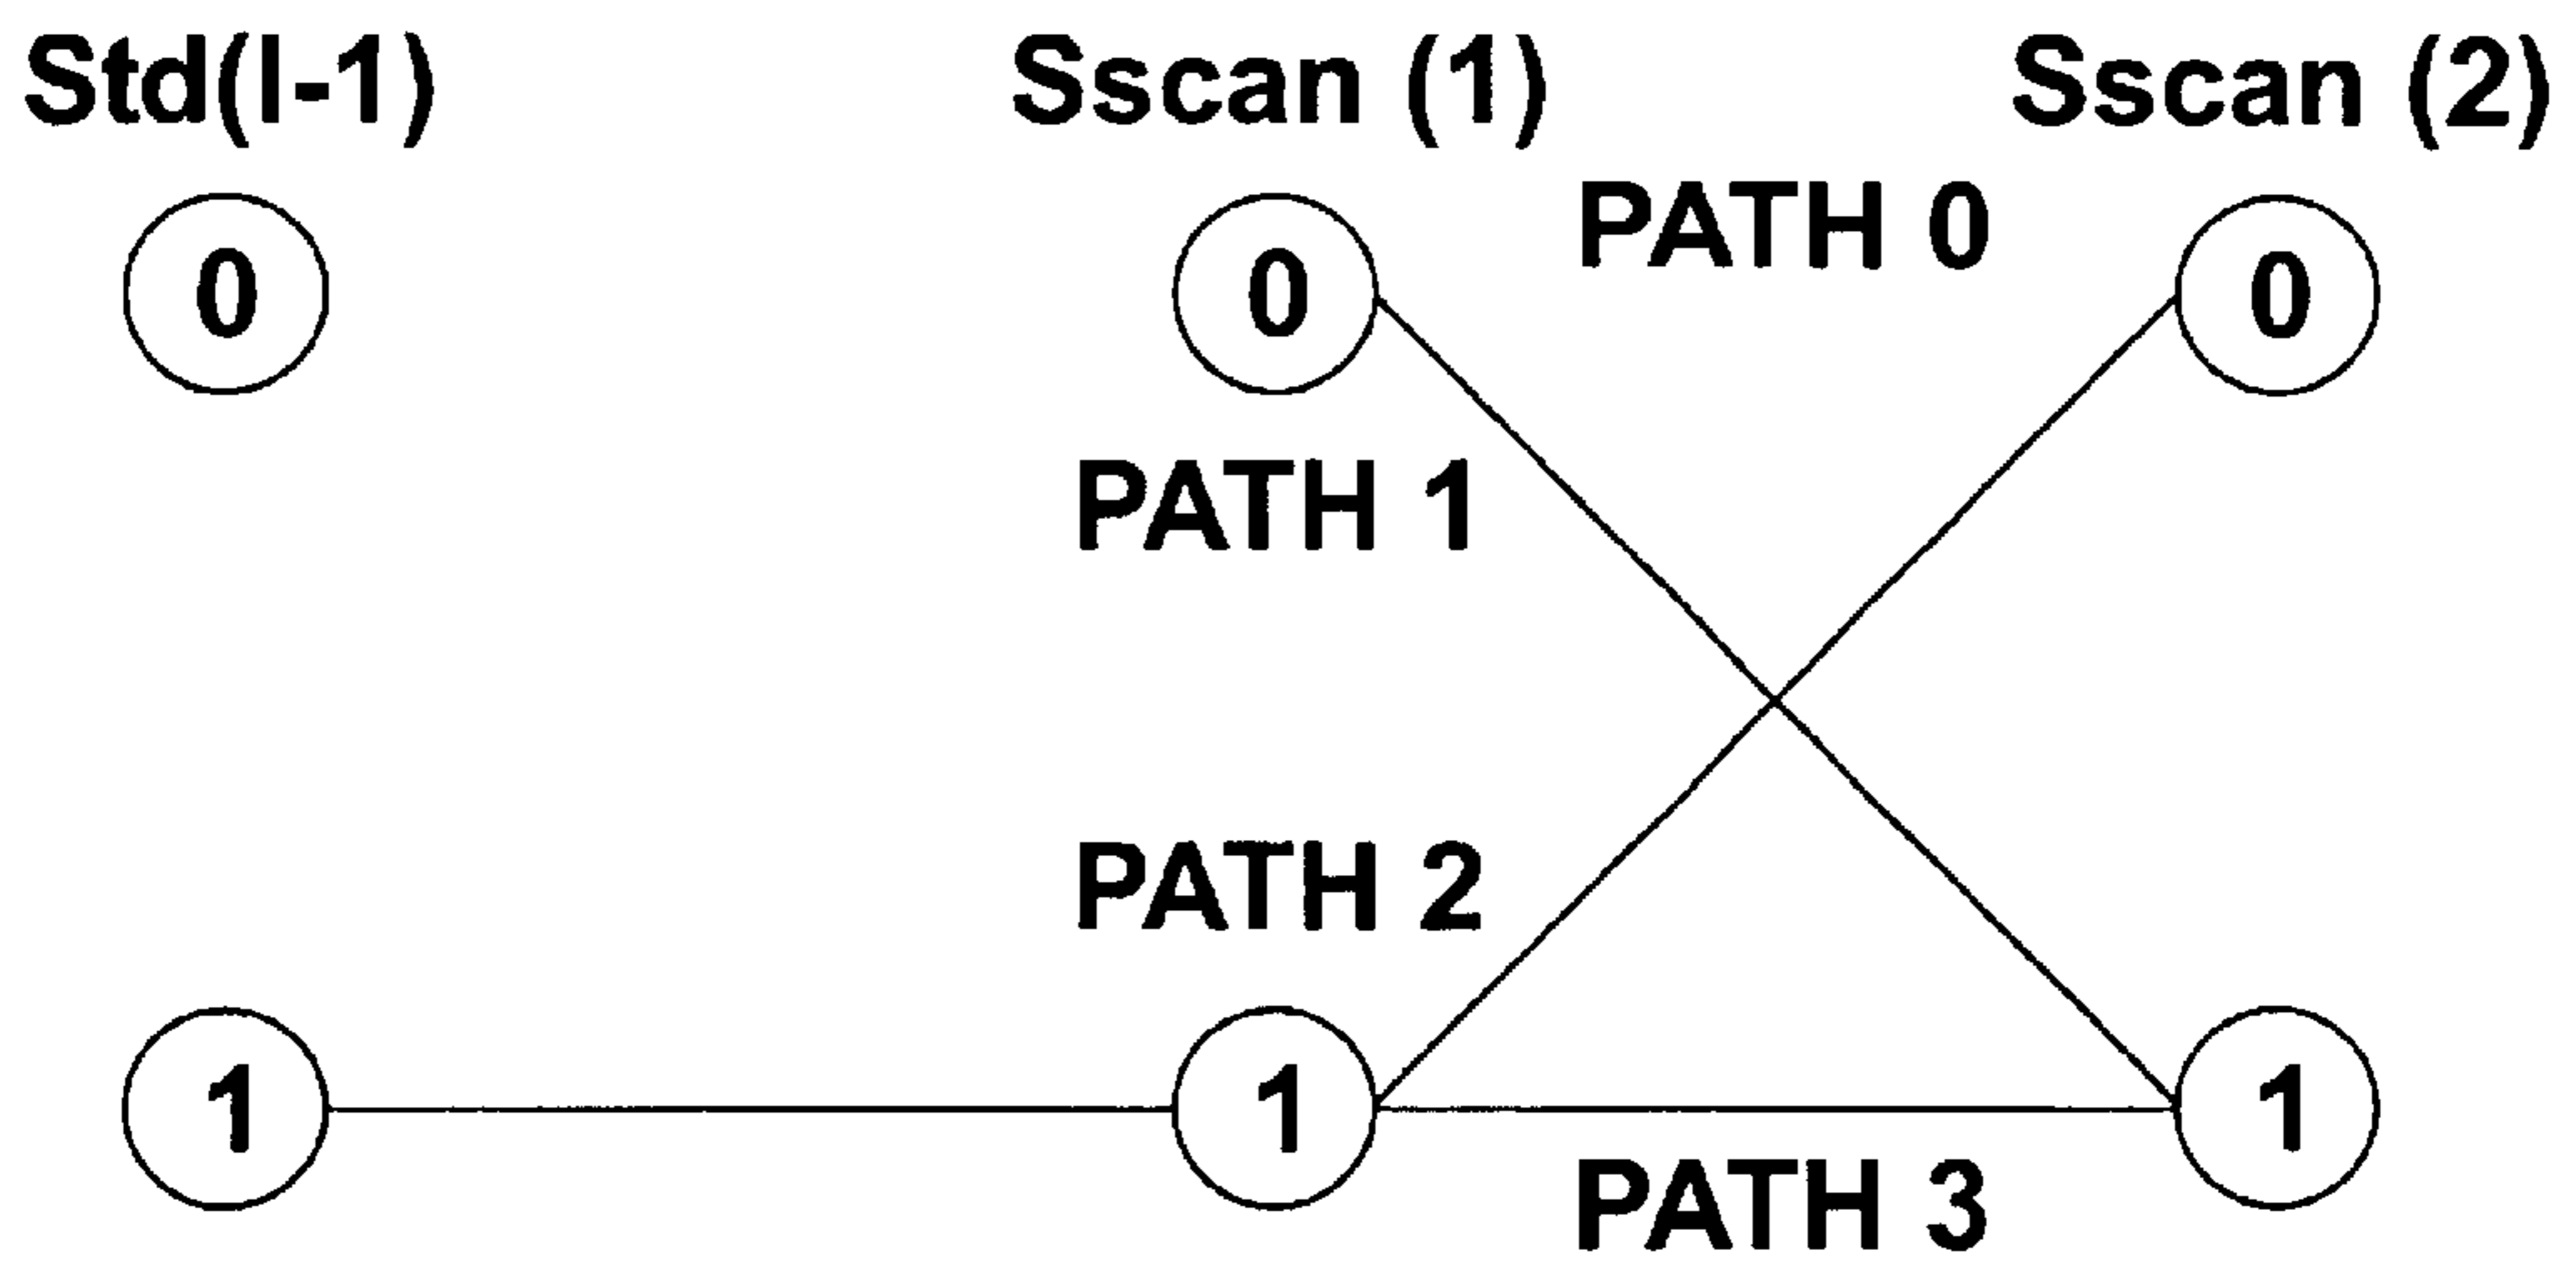 Std(I-1) Sscan (1) Sscan (2)
PATH 0
0 0 0
PATH 1
PATH 2
1 1 1
PATH 3